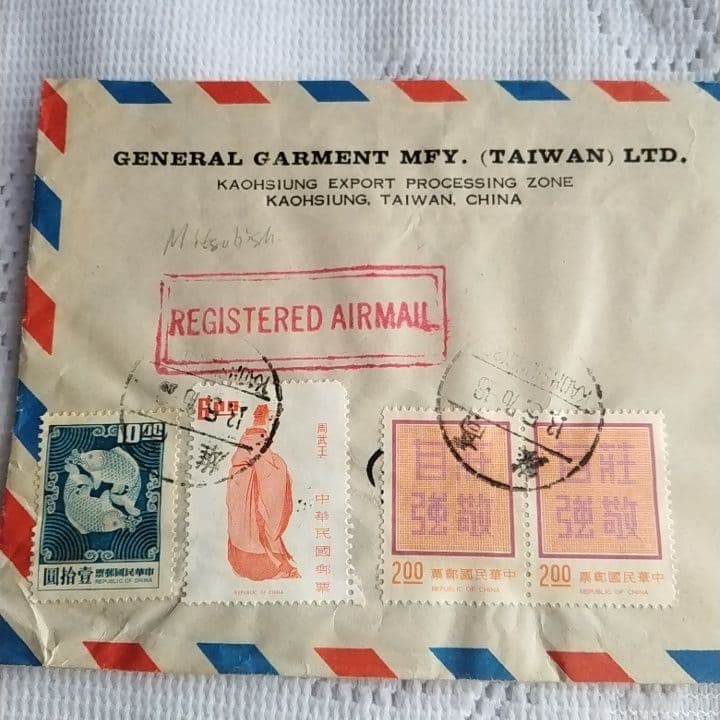 GENERAL GARMENT MFY. (TAIWAN) LTD.
KAOHSIUNG EXPORT PROCESSING ZONE
KAOHSIUNG, TAIWAN, CHINA
Mitsubish
REGISTERED AIRMAIL
10.00
圓拾壹票郵國民華中
REPUBLIC OF CHINA
周武王
中華民國郵票
REPUBLIC OF CHINA
自莊
強敬
2.00 票郵國民華中
REPUBLIC OF CHINA
自莊
強敬
2.00 票郵國民華中
REPUBLIC OF CHINA
雄